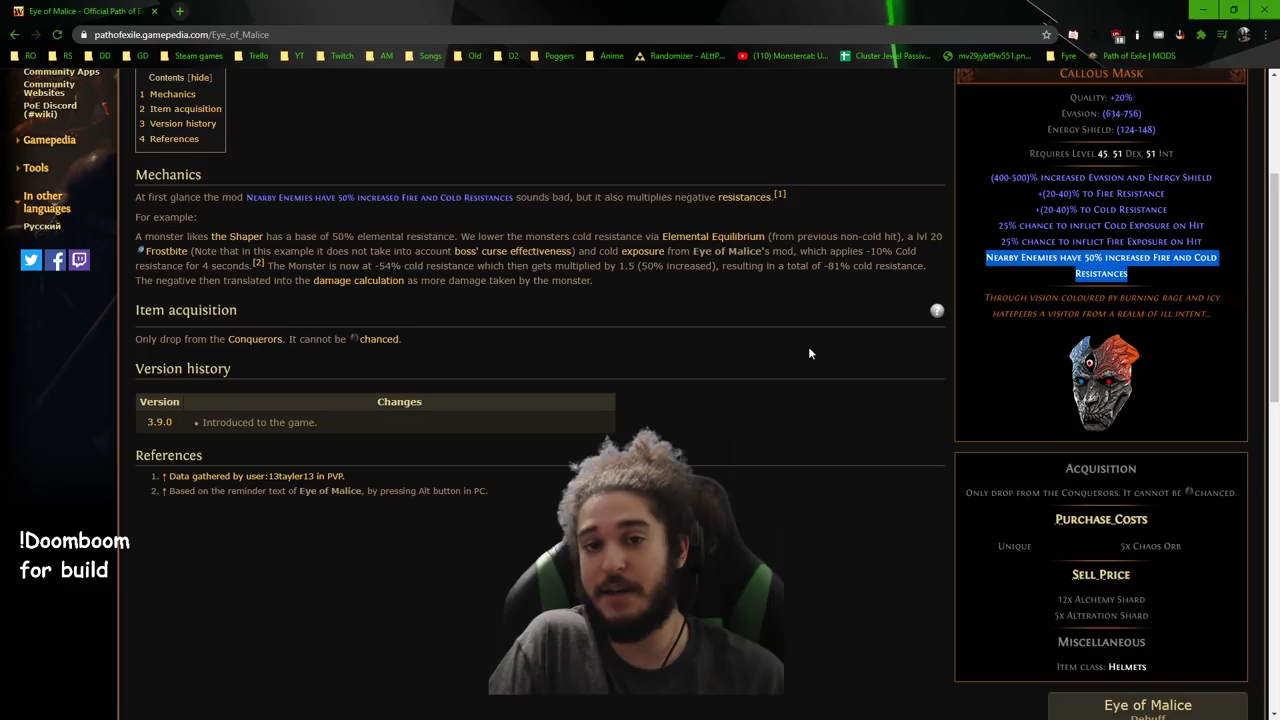 Eye of Malice - Official Path of E
pathofexile.gamepedia.com/Eye_of_Malice
RO RS DD GD Steam games Trello YT Twitch AM Songs Old D2 Poggers Anime Randomizer - ALttP... (110) Monstercat: U... Cluster Jewel Passiv... mv29jybt9w551.pn... Fyre Path of Exile | MODS
Community Apps
Community
Websites
PoE Discord
(#wiki)
Gamepedia
Tools
In other
languages
Русский
!Doomboom
for build
Contents [hide]
1 Mechanics
2 Item acquisition
3 Version history
4 References
Mechanics
At first glance the mod Nearby Enemies have 50% increased Fire and Cold Resistances sounds bad, but it also multiplies negative resistances.[1]
For example:
A monster likes the Shaper has a base of 50% elemental resistance. We lower the monsters cold resistance via Elemental Equilibrium (from previous non-cold hit), a lvl 20
Frostbite (Note that in this example it does not take into account boss' curse effectiveness) and cold exposure from Eye of Malice's mod, which applies -10% Cold
resistance for 4 seconds.[2] The Monster is now at -54% cold resistance which then gets multiplied by 1.5 (50% increased), resulting in a total of -81% cold resistance.
The negative then translated into the damage calculation as more damage taken by the monster.
Item acquisition
?
Only drop from the Conquerors. It cannot be chanced.
Version history
Version Changes
3.9.0 • Introduced to the game.
References
1. ↑ Data gathered by user:13tayler13 in PVP.
2. ↑ Based on the reminder text of Eye of Malice, by pressing Alt button in PC.
Callous Mask
Quality: +20%
Evasion: (634-756)
Energy Shield: (124-148)
Requires Level 45, 51 Dex, 51 Int
(400-500)% increased Evasion and Energy Shield
+(20-40)% to Fire Resistance
+(20-40)% to Cold Resistance
25% chance to inflict Cold Exposure on Hit
25% chance to inflict Fire Exposure on Hit
Nearby Enemies have 50% increased Fire and Cold
Resistances
Through vision coloured by burning rage and icy
hatepeers a visitor from a realm of ill intent...
Acquisition
Only drop from the Conquerors. It cannot be chanced.
Purchase Costs
Unique 5x Chaos Orb
Sell Price
12x Alchemy Shard
5x Alteration Shard
Miscellaneous
Item class: Helmets
Eye of Malice
Debuff